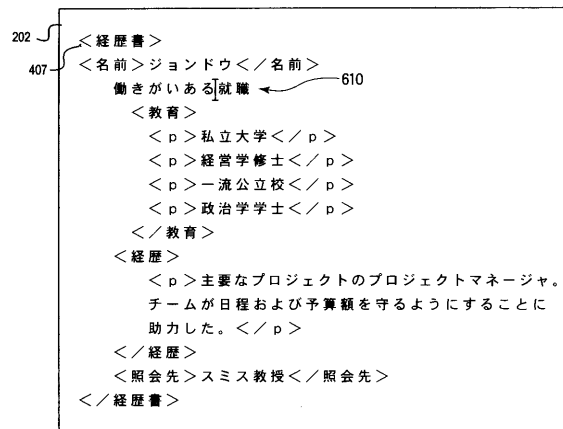 202
<経歴書>
407
<名前>ジョンドウ</名前>
働きがいある就職 610
<教育>
<p>私立大学</p>
<p>経営学修士</p>
<p>一流公立校</p>
<p>政治学学士</p>
</教育>
<経歴>
<p>主要なプロジェクトのプロジェクトマネージャ。
チームが日程および予算額を守るようにすることに
助力した。</p>
</経歴>
<照会先>スミス教授</照会先>
</経歴書>